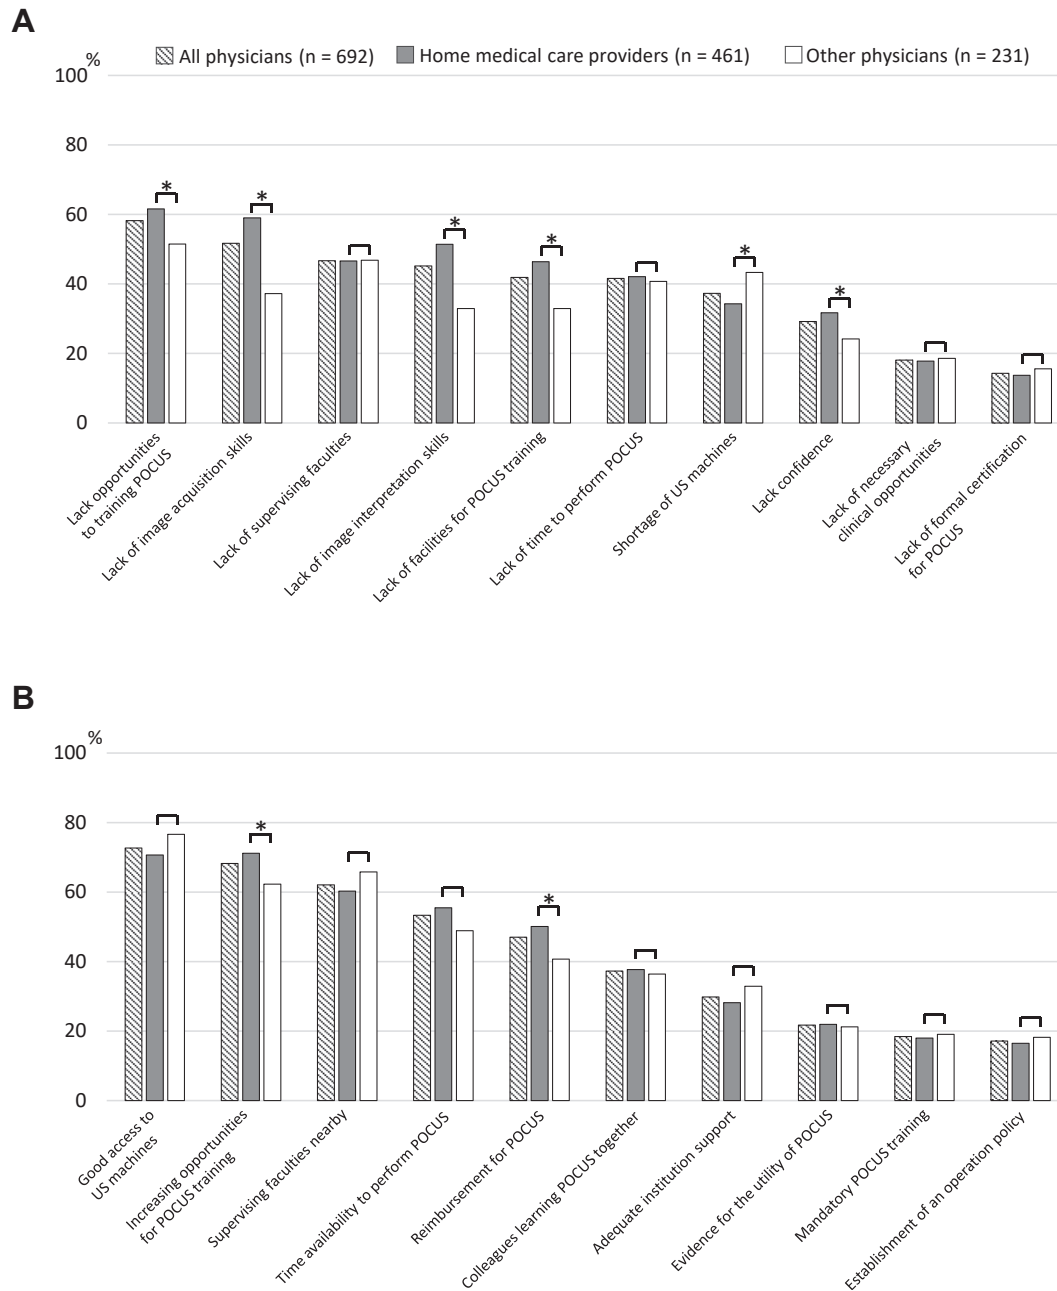 A
%
All physicians (n = 692) Home medical care providers (n = 461) Other physicians (n = 231)
100
80
60
40
20
0
* * * * * *
Lack opportunities
to training POCUS
Lack of image acquisition skills
Lack of supervising faculties
Lack of image interpretation skills
Lack of facilities for POCUS training
Lack of time to perform POCUS
Shortage of US machines
Lack confidence
Lack of necessary
clinical opportunities
Lack of formal certification
for POCUS
B
%
100
80
60
40
20
0
* *
Good access to
US machines
Increasing opportunities
for POCUS training
Supervising faculties nearby
Time availability to perform POCUS
Reimbursement for POCUS
Colleagues learning POCUS together
Adequate institution support
Evidence for the utility of POCUS
Mandatory POCUS training
Establishment of an operation policy